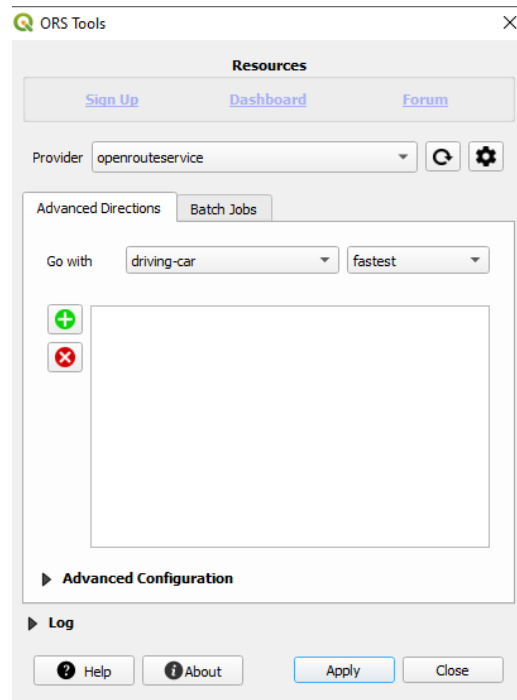 ORS Tools
Resources
Sign Up Dashboard Forum
Provider openrouteservice
Advanced Directions Batch Jobs
Go with driving-car fastest
Advanced Configuration
Log
Help About Apply Close